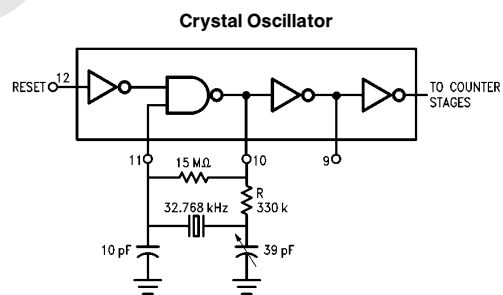 Crystal Oscillator
RESET 12
TO COUNTER
STAGES
11
15 MΩ
10
9
R
330 k
32.768 kHz
10 pF
39 pF